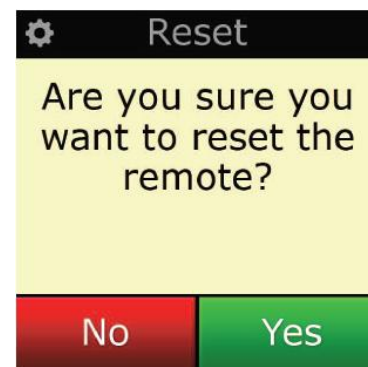 Reset
Are you sure you
want to reset the
remote?
No Yes